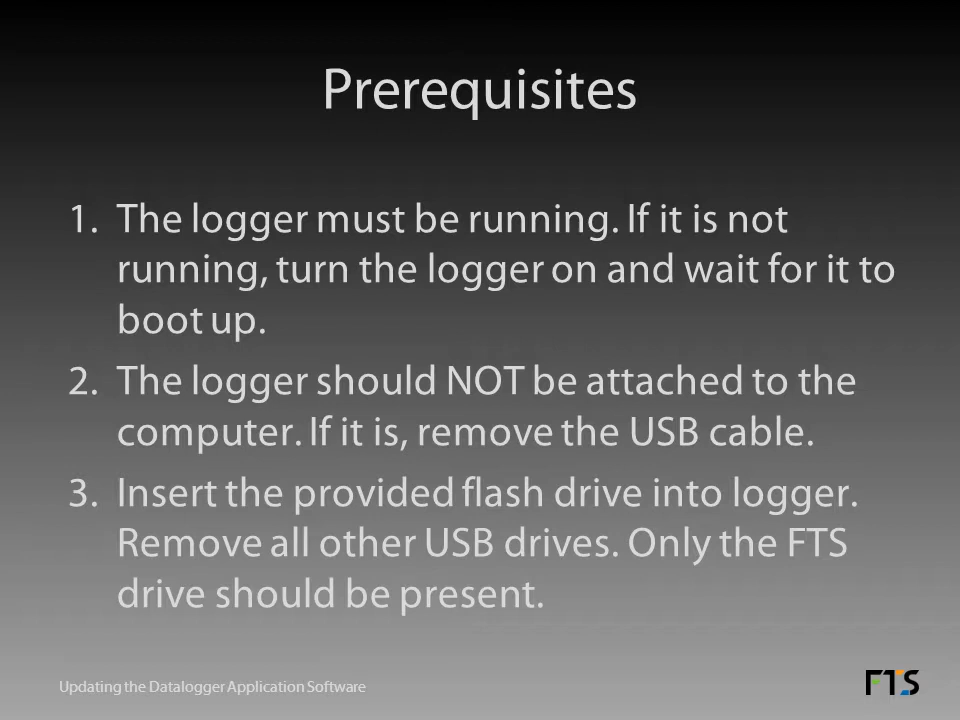 Prerequisites
1. The logger must be running. If it is not
running, turn the logger on and wait for it to
boot up.
2. The logger should NOT be attached to the
computer. If it is, remove the USB cable.
3. Insert the provided flash drive into logger.
Remove all other USB drives. Only the FTS
drive should be present.
Updating the Datalogger Application Software
FTS